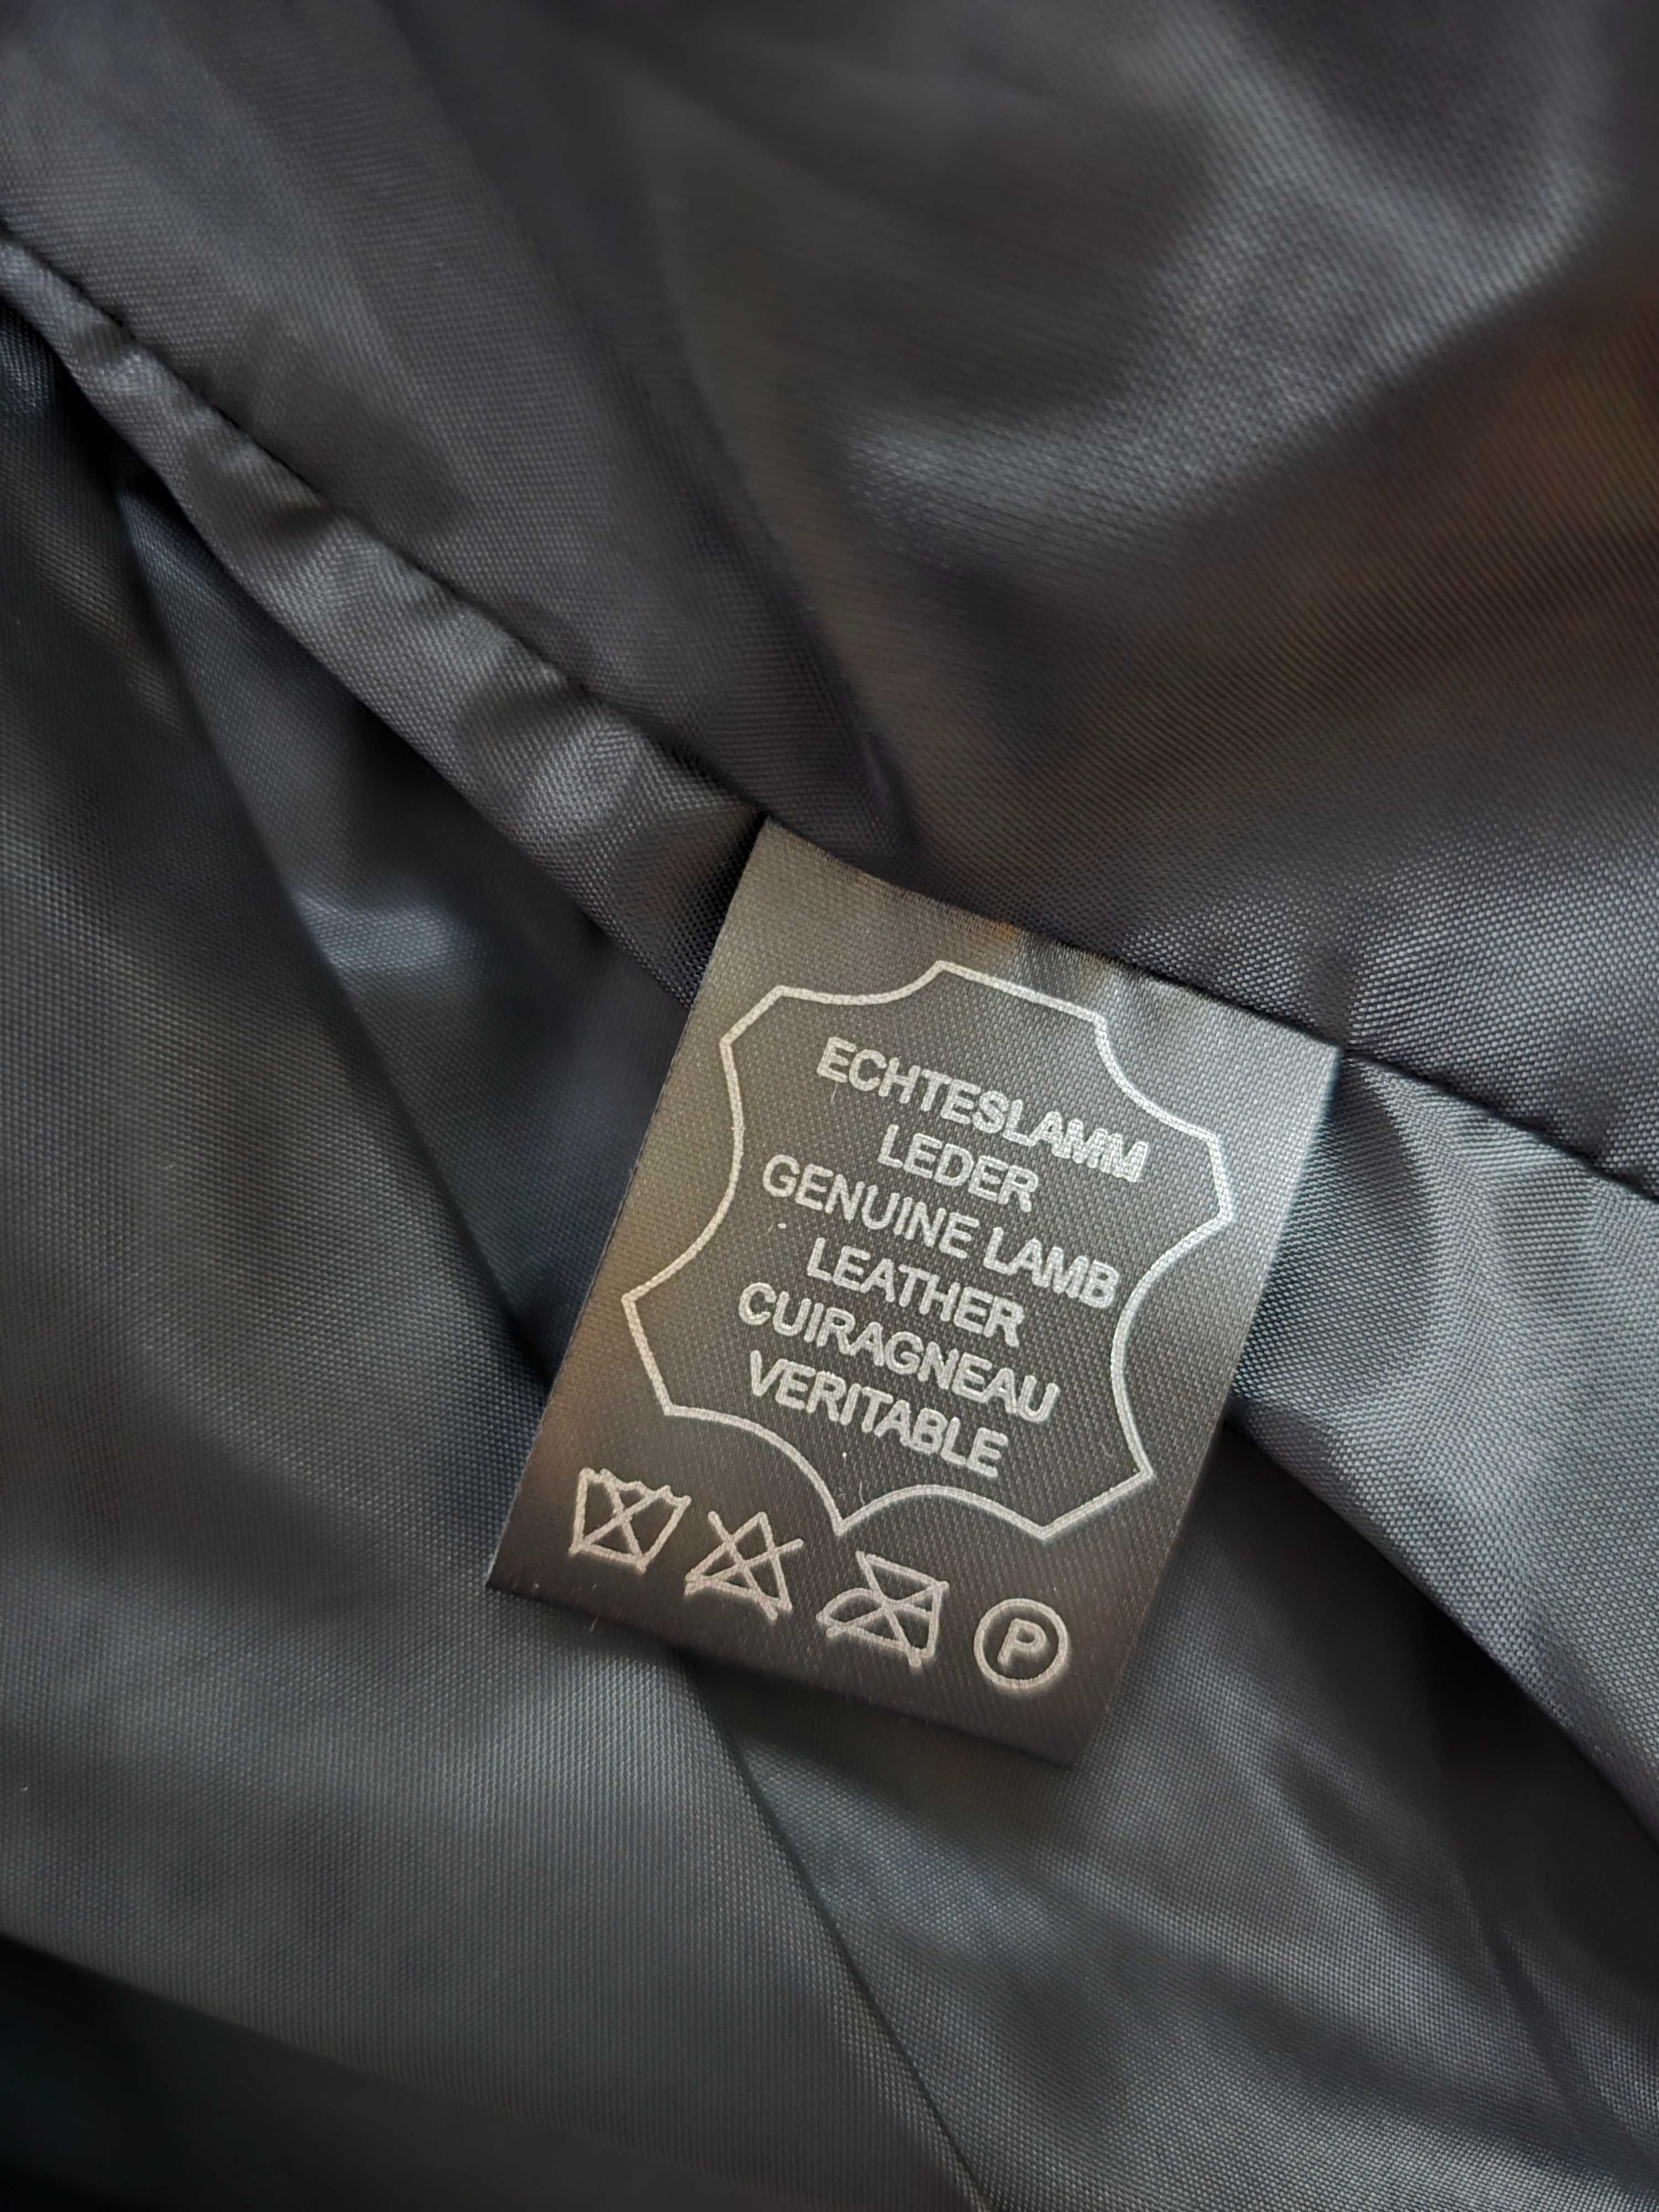 ECHTESLAMM
LEDER
GENUINE LAMB
LEATHER
CUIRAGNEAU
VERITABLE
P